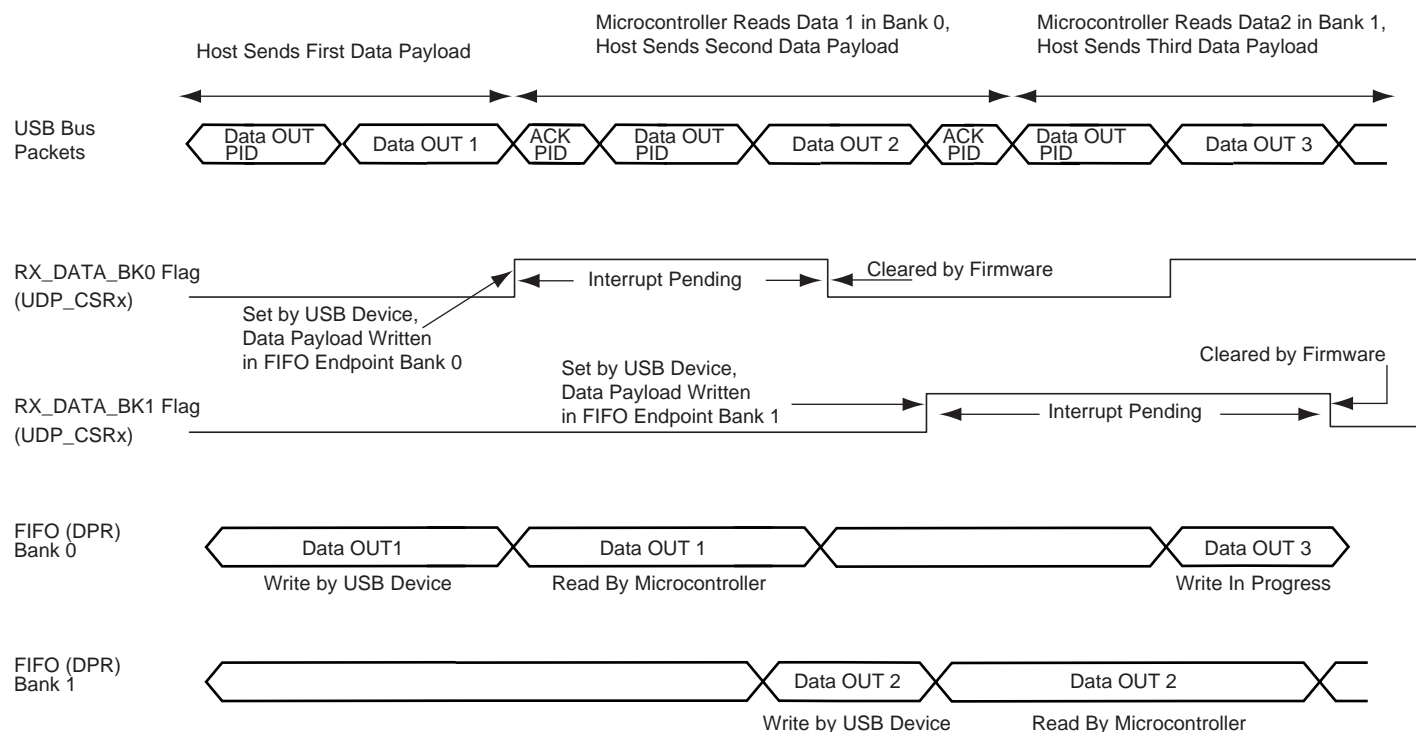 Host Sends First Data Payload
Microcontroller Reads Data 1 in Bank 0,
Host Sends Second Data Payload
Microcontroller Reads Data2 in Bank 1,
Host Sends Third Data Payload
USB Bus
Packets
Data OUT
PID
Data OUT 1
ACK
PID
Data OUT
PID
Data OUT 2
ACK
PID
Data OUT
PID
Data OUT 3
RX_DATA_BK0 Flag
(UDP_CSRx)
Interrupt Pending
Cleared by Firmware
Set by USB Device,
Data Payload Written
in FIFO Endpoint Bank 0
RX_DATA_BK1 Flag
(UDP_CSRx)
Set by USB Device,
Data Payload Written
in FIFO Endpoint Bank 1
Interrupt Pending
Cleared by Firmware
FIFO (DPR)
Bank 0
Data OUT1
Data OUT 1
Data OUT 3
Write by USB Device
Read By Microcontroller
Write In Progress
FIFO (DPR)
Bank 1
Data OUT 2
Data OUT 2
Write by USB Device
Read By Microcontroller